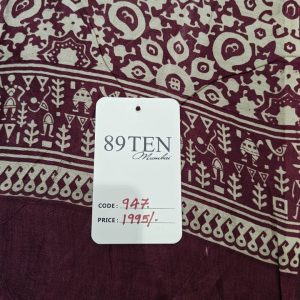 89TEN
Mumbai
CODE: 947.
PRICE: 1995/-